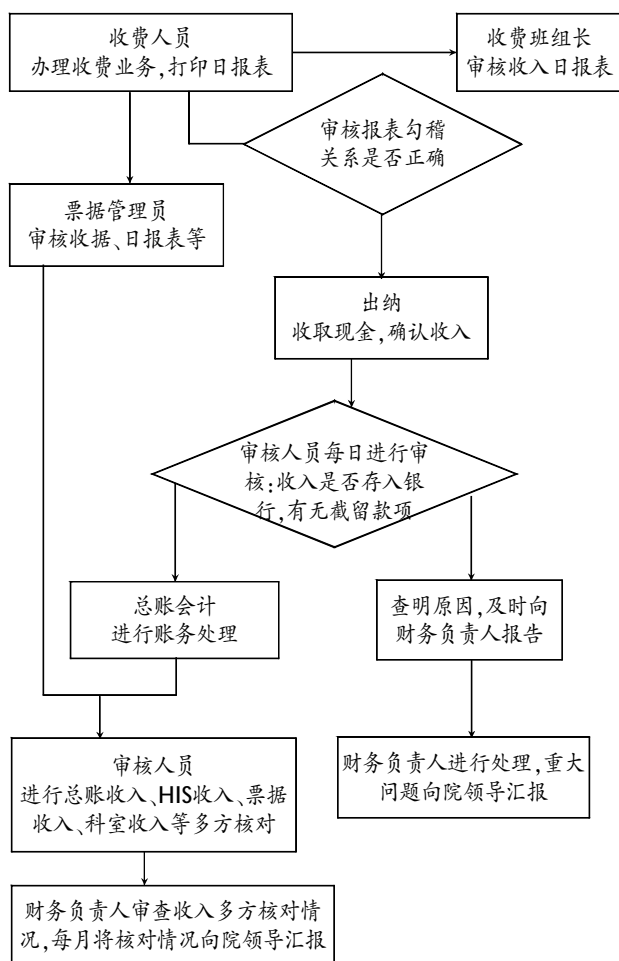 收费人员
办理收费业务,打印日报表
收费班组长
审核收入日报表
审核报表勾稽
关系是否正确
票据管理员
审核收据、日报表等
出纳
收取现金,确认收入
审核人员每日进行审
核:收入是否存入银
行,有无截留款项
总账会计
进行账务处理
查明原因,及时向
财务负责人报告
审核人员
进行总账收入、HIS收入、票据
收入、科室收入等多方核对
财务负责人进行处理,重大
问题向院领导汇报
财务负责人审查收入多方核对情
况,每月将核对情况向院领导汇报